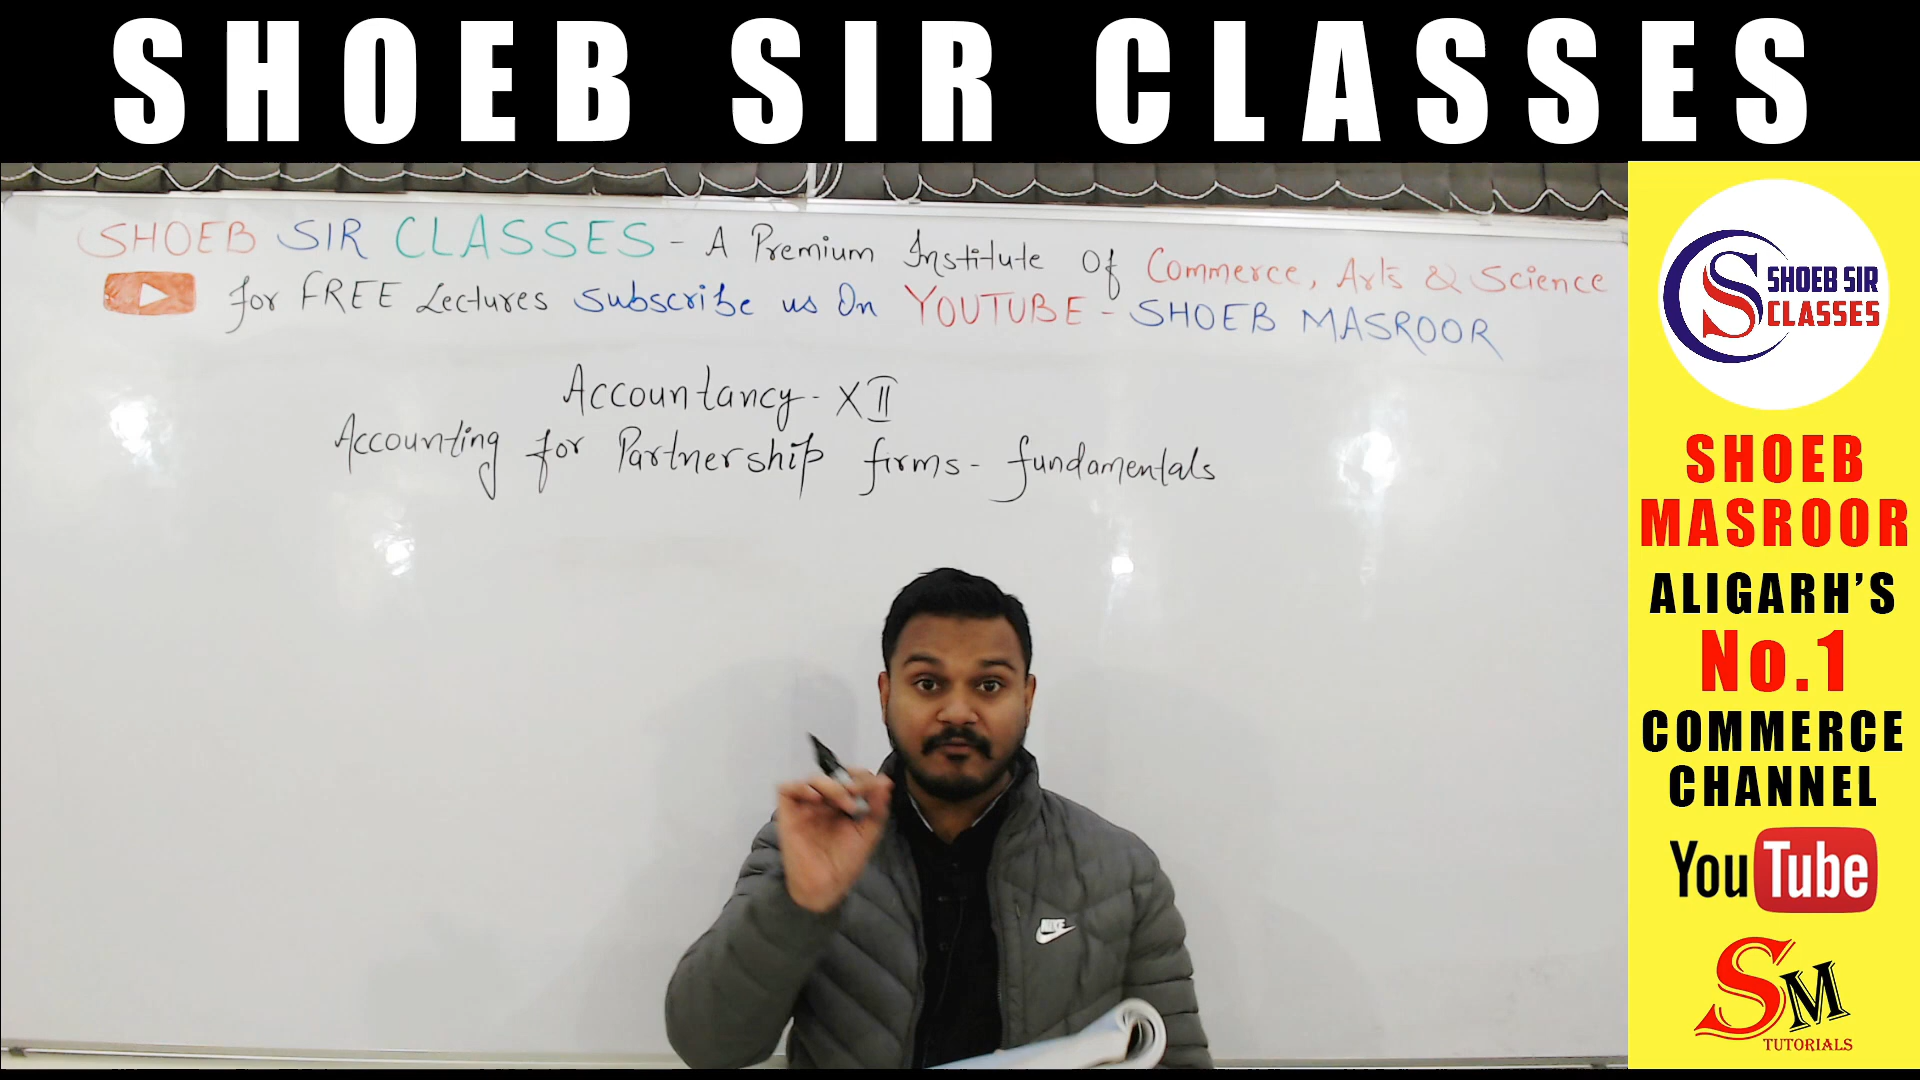 SHOEB SIR CLASSES
SHOEB SIR CLASSES - A Premium Institute Of Commerce, Arts & Science
for FREE Lectures Subscribe us On YOUTUBE - SHOEB MASROOR
Accountancy - XII
Accounting for Partnership firms - fundamentals
SHOEB SIR
CLASSES
SHOEB
MASROOR
ALIGARH'S
No.1
COMMERCE
CHANNEL
YouTube
SM
TUTORIALS
NIKE